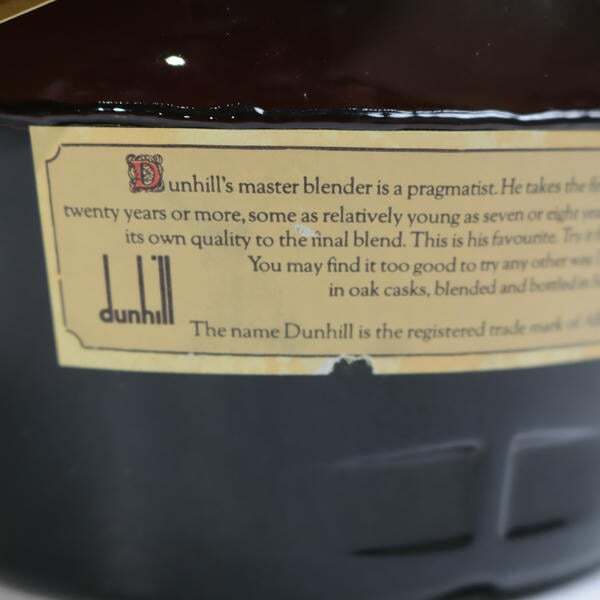 Dunhill's master blender is a pragmatist. He takes the
twenty years or more, some as relatively young as seven or eight
its own quality to the final blend. This is his favourite. Try it
You may find it too good to try any other way.
in oak casks, blended and bottled in
dunhill
The name Dunhill is the registered trade mark of